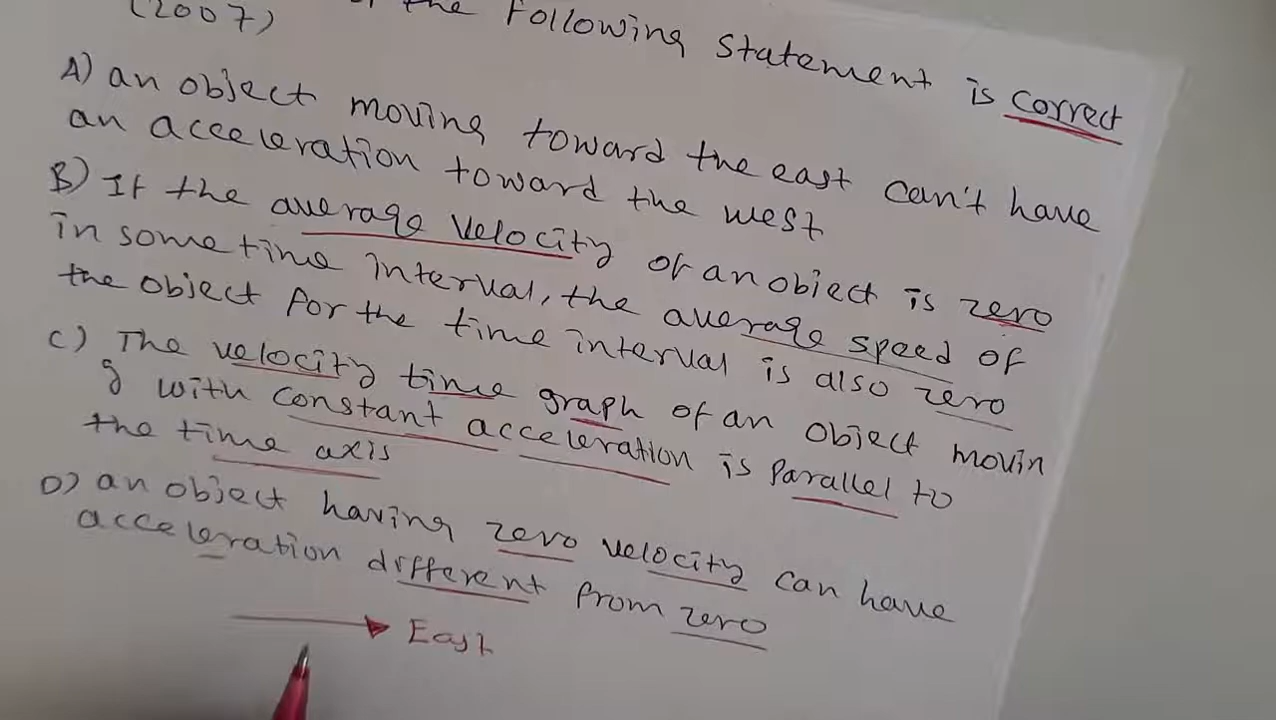 (2007) of the Following statement is correct
A) an object moving toward the east can't have
an acceleration toward the west
B) If the average velocity of an object is zero
in some time interval, the average speed of
the object for the time interval is also zero
C) The velocity time graph of an object movin
g with constant acceleration is parallel to
the time axis
D) an object having zero velocity can have
acceleration different from zero
East